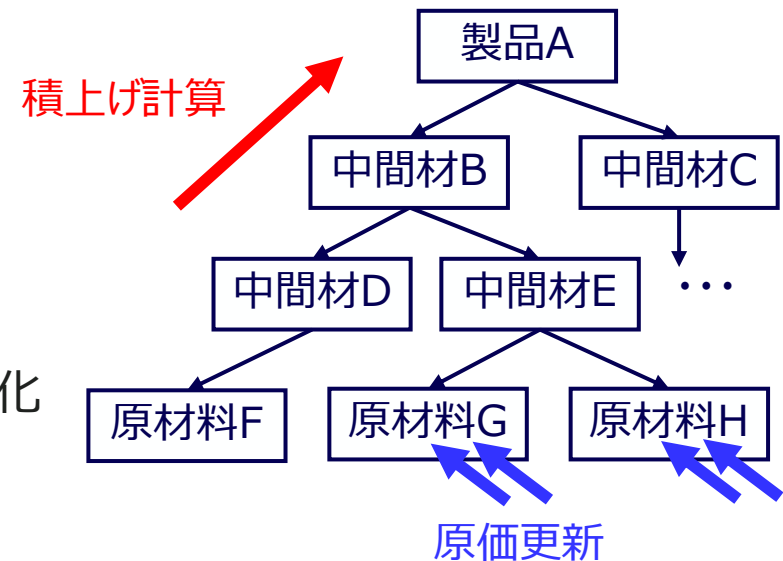 製品A
積上げ計算
中間材B
中間材C
中間材D
中間材E
・・・
化
原材料F
原材料G
原材料H
原価更新